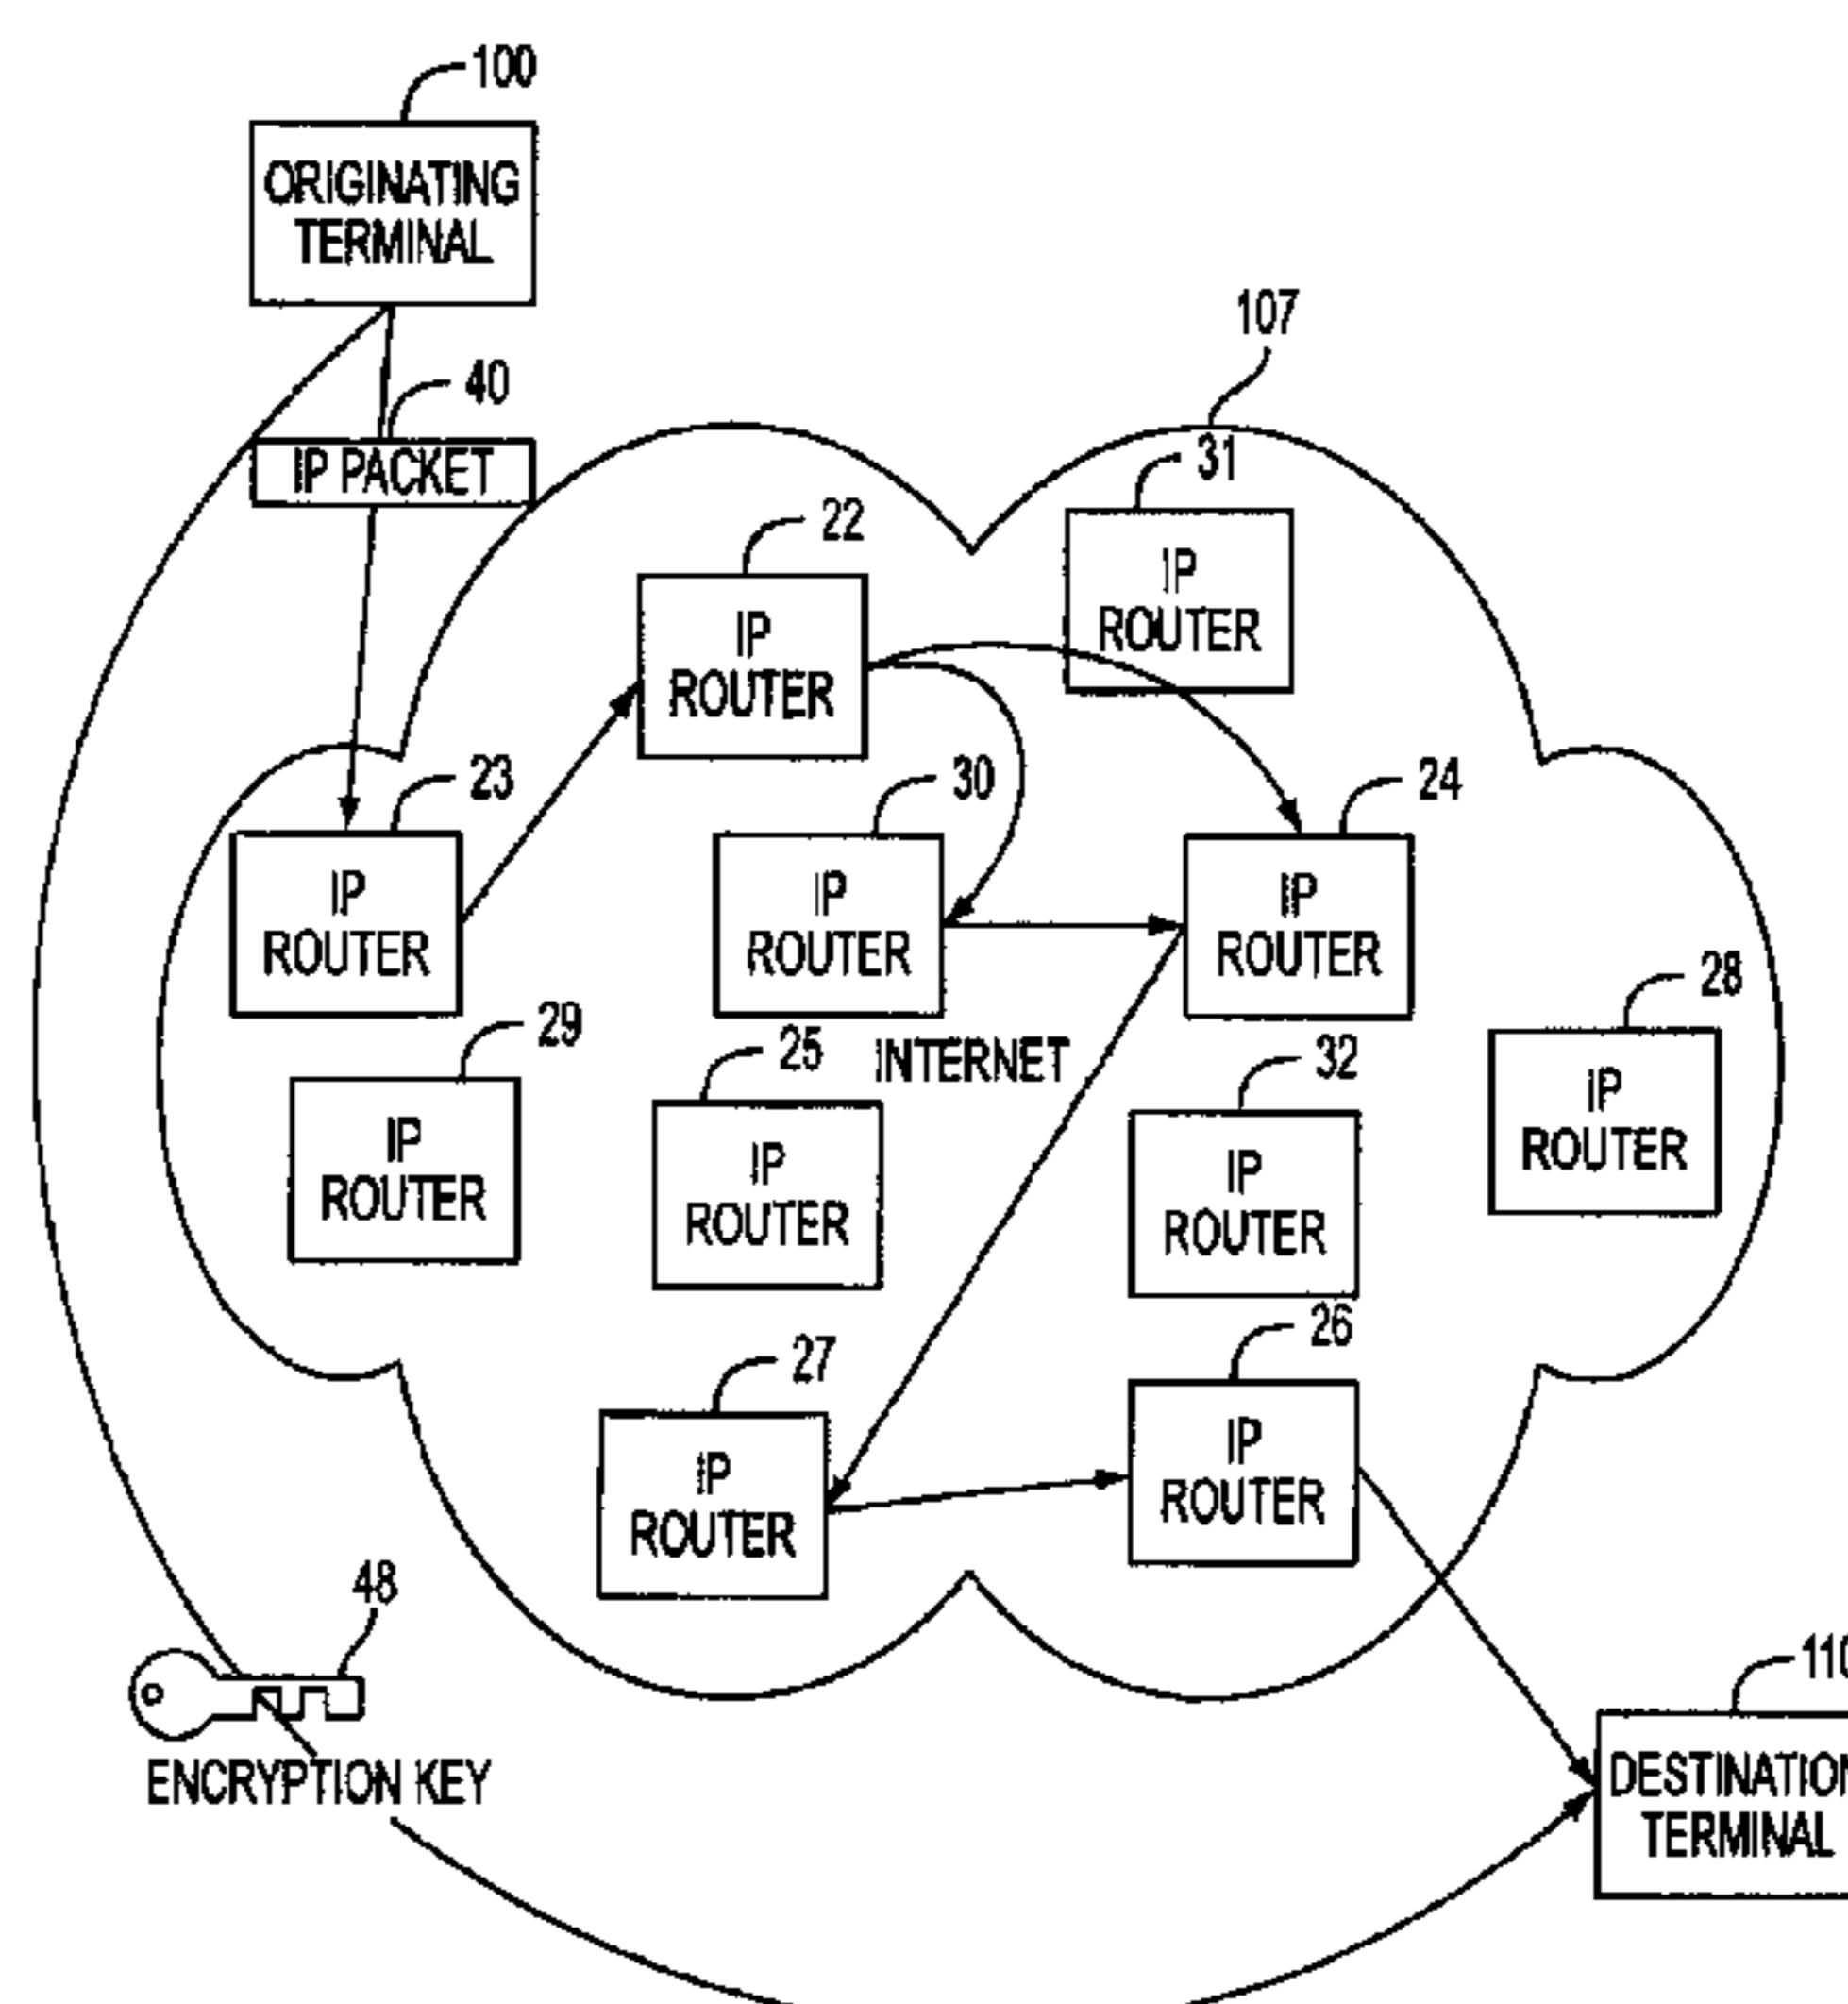 100
ORIGINATING
TERMINAL
40
IP PACKET
107
31
IP
ROUTER
22
IP
ROUTER
23
IP
ROUTER
30
IP
ROUTER
24
IP
ROUTER
28
IP
ROUTER
29
IP
ROUTER
25
IP
ROUTER
INTERNET
32
IP
ROUTER
27
IP
ROUTER
26
IP
ROUTER
48
ENCRYPTION KEY
110
DESTINATION
TERMINAL